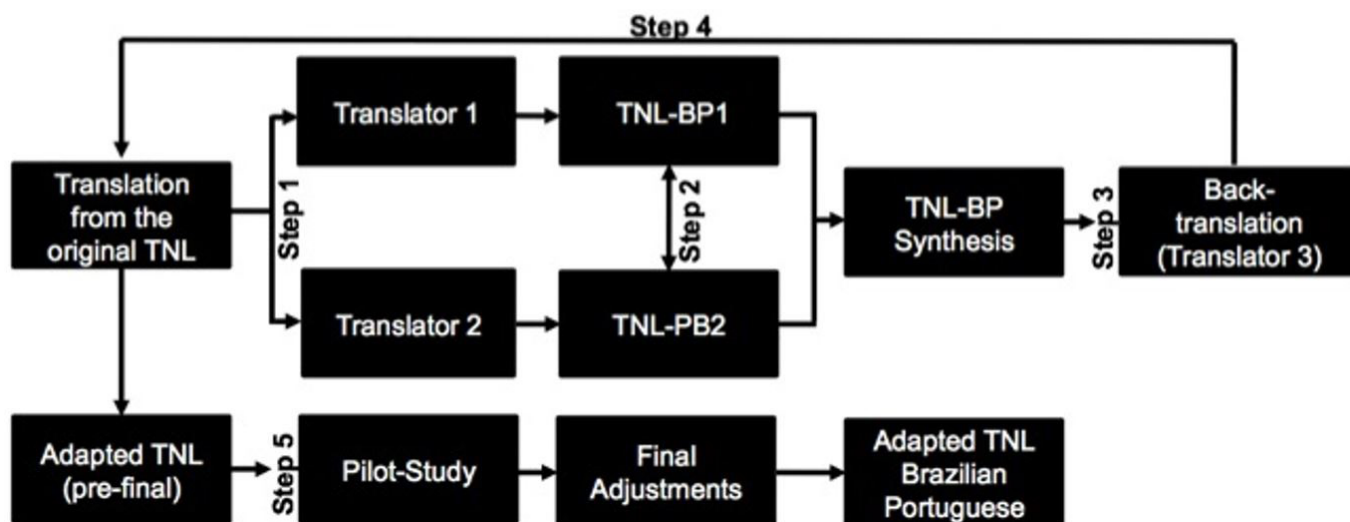 Step 4
Translator 1
TNL-BP1
Translation
from the
original TNL
Step 1
Step 2
TNL-BP
Synthesis
Step 3
Back-
translation
(Translator 3)
Translator 2
TNL-PB2
Adapted TNL
(pre-final)
Step 5
Pilot-Study
Final
Adjustments
Adapted TNL
Brazilian
Portuguese